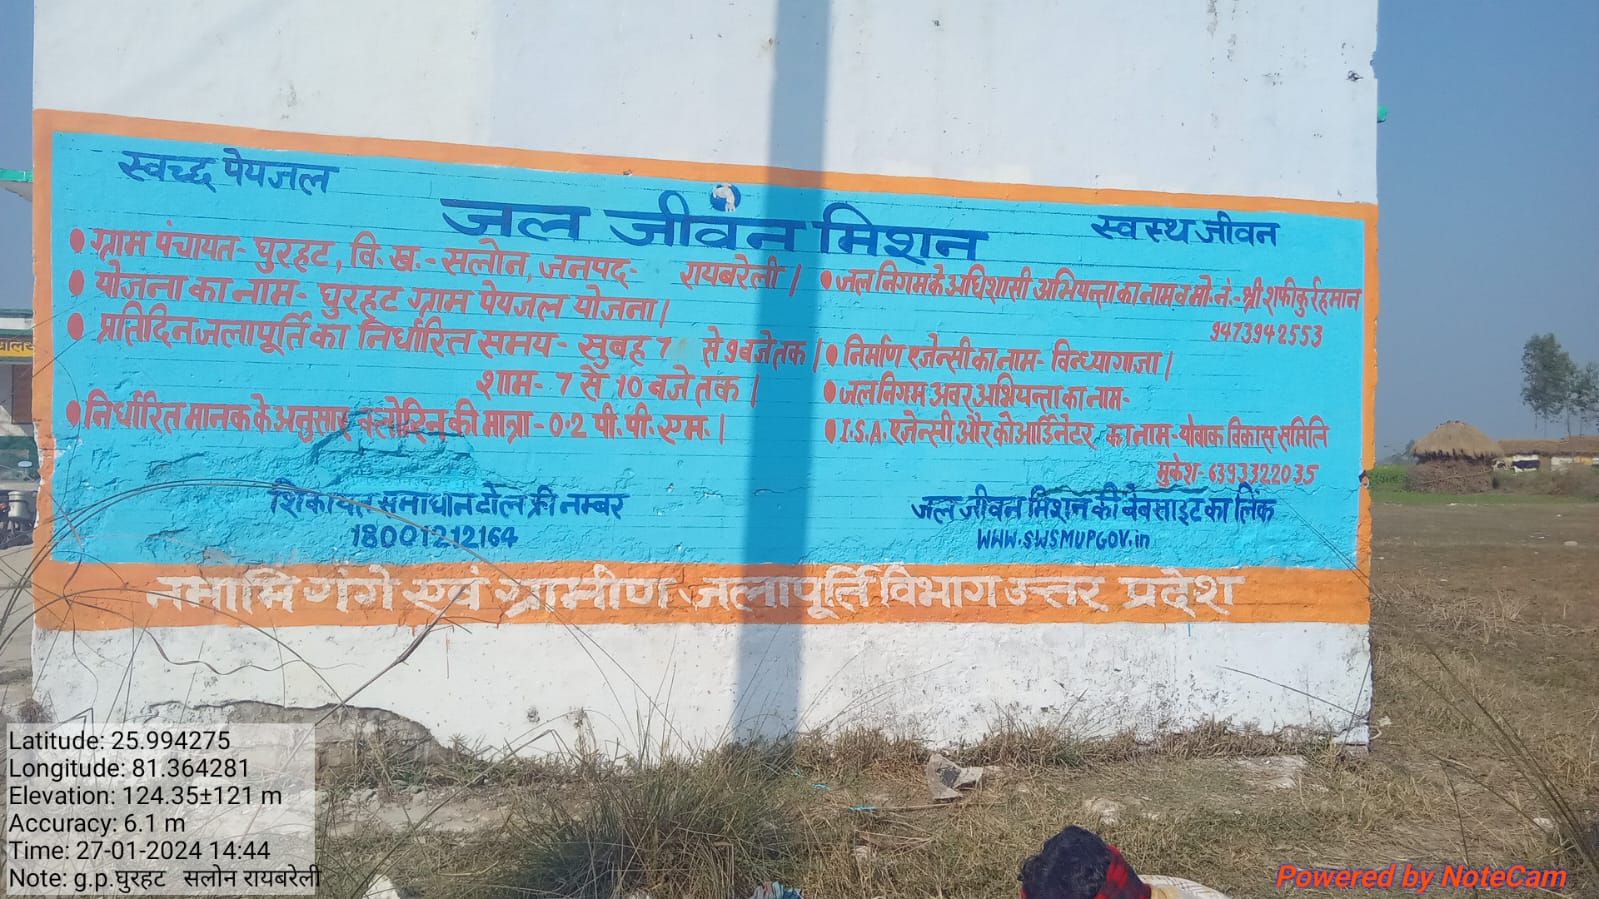 स्वच्छ पेयजल
जल जीवन मिशन
स्वस्थ जीवन
• ग्राम पंचायत- घुरहट, वि. ख.- सलोन, जनपद- रायबरेली।
• योजना का नाम- घुरहट ग्राम पेयजल योजना।
• प्रतिदिन जलापूर्ति का निर्धारित समय- सुबह 7 से 9 बजे तक।
शाम- 7 से 10 बजे तक।
• निर्धारित मानक के अनुसार क्लोरिन की मात्रा- 0.2 पी. पी. एम.।
• जल निगम के अधिशासी अभियन्ता का नाम व मो. नं.- श्री शफीकुर्रहमान
9473942553
• निर्माण एजेन्सी का नाम- विन्ध्यागाजा।
• जल निगम अवर अभियन्ता का नाम-
• I.S.A. एजेन्सी और कोआर्डिनेटर का नाम- योवाक विकास समिति
मुकेश- 6393322035
शिकायत समाधान टोल फ्री नम्बर
18001212164
जल जीवन मिशन की वेबसाइट का लिंक
WWW.SWSMUPGOV.in
नमामि गंगे एवं ग्रामीण जलापूर्ति विभाग उत्तर प्रदेश
Latitude: 25.994275
Longitude: 81.364281
Elevation: 124.35±121 m
Accuracy: 6.1 m
Time: 27-01-2024 14:44
Note: g.p.घुरहट सलोन रायबरेली
Powered by NoteCam